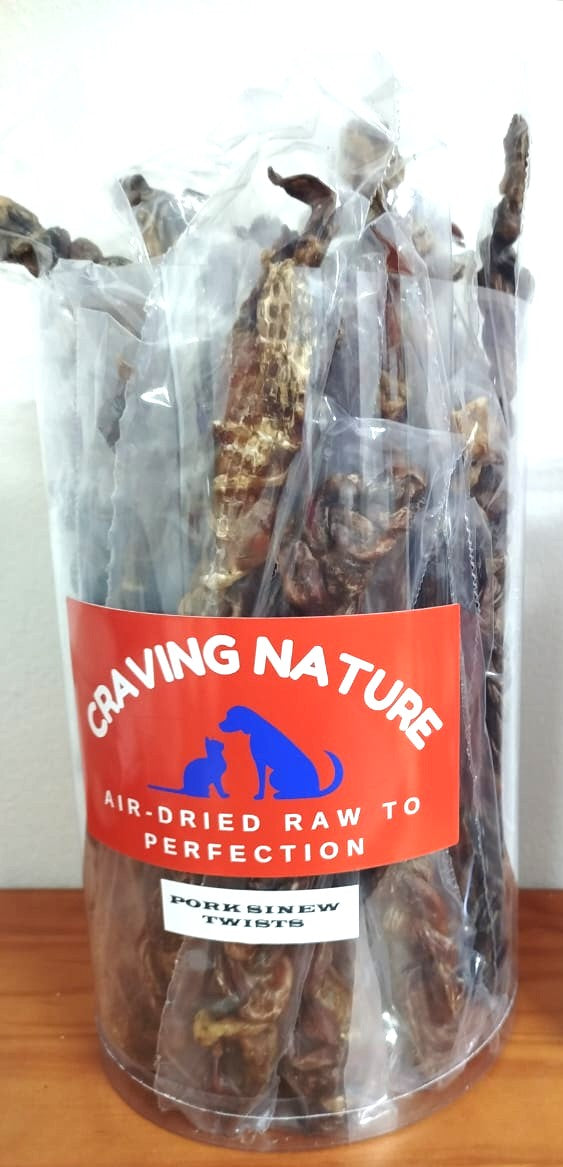 CRAVING NATURE
AIR-DRIED RAW TO
PERFECTION
PORK SINEW
TWISTS